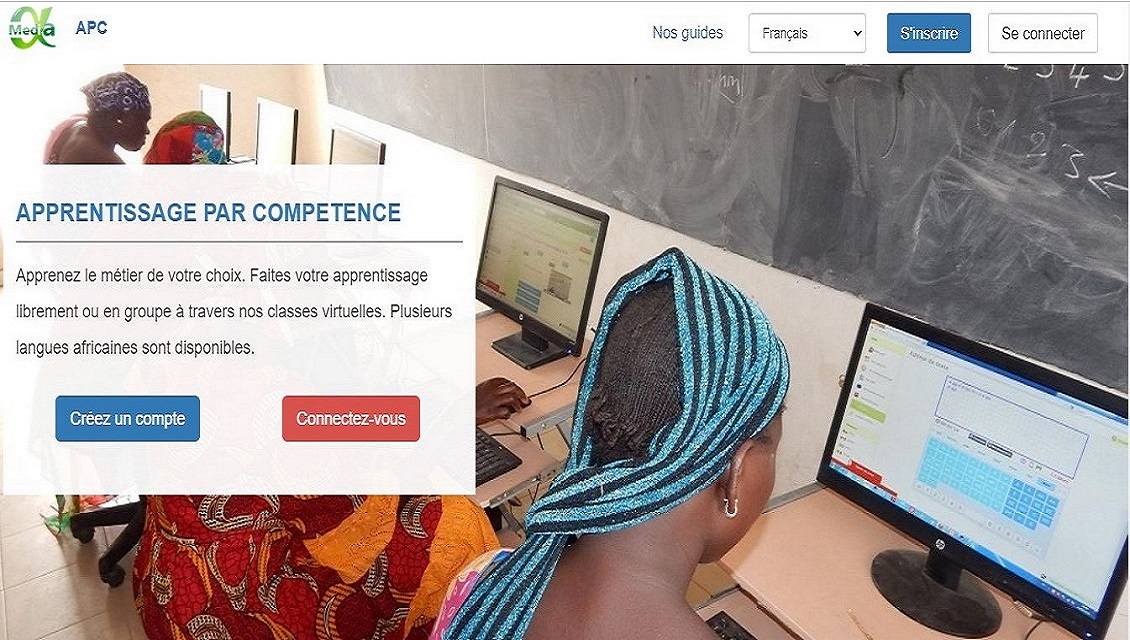 Media
APC
Nos guides
Français
S'inscrire
Se connecter
APPRENTISSAGE PAR COMPETENCE
Apprenez le métier de votre choix. Faites votre apprentissage
librement ou en groupe à travers nos classes virtuelles. Plusieurs
langues africaines sont disponibles.
Créez un compte
Connectez-vous